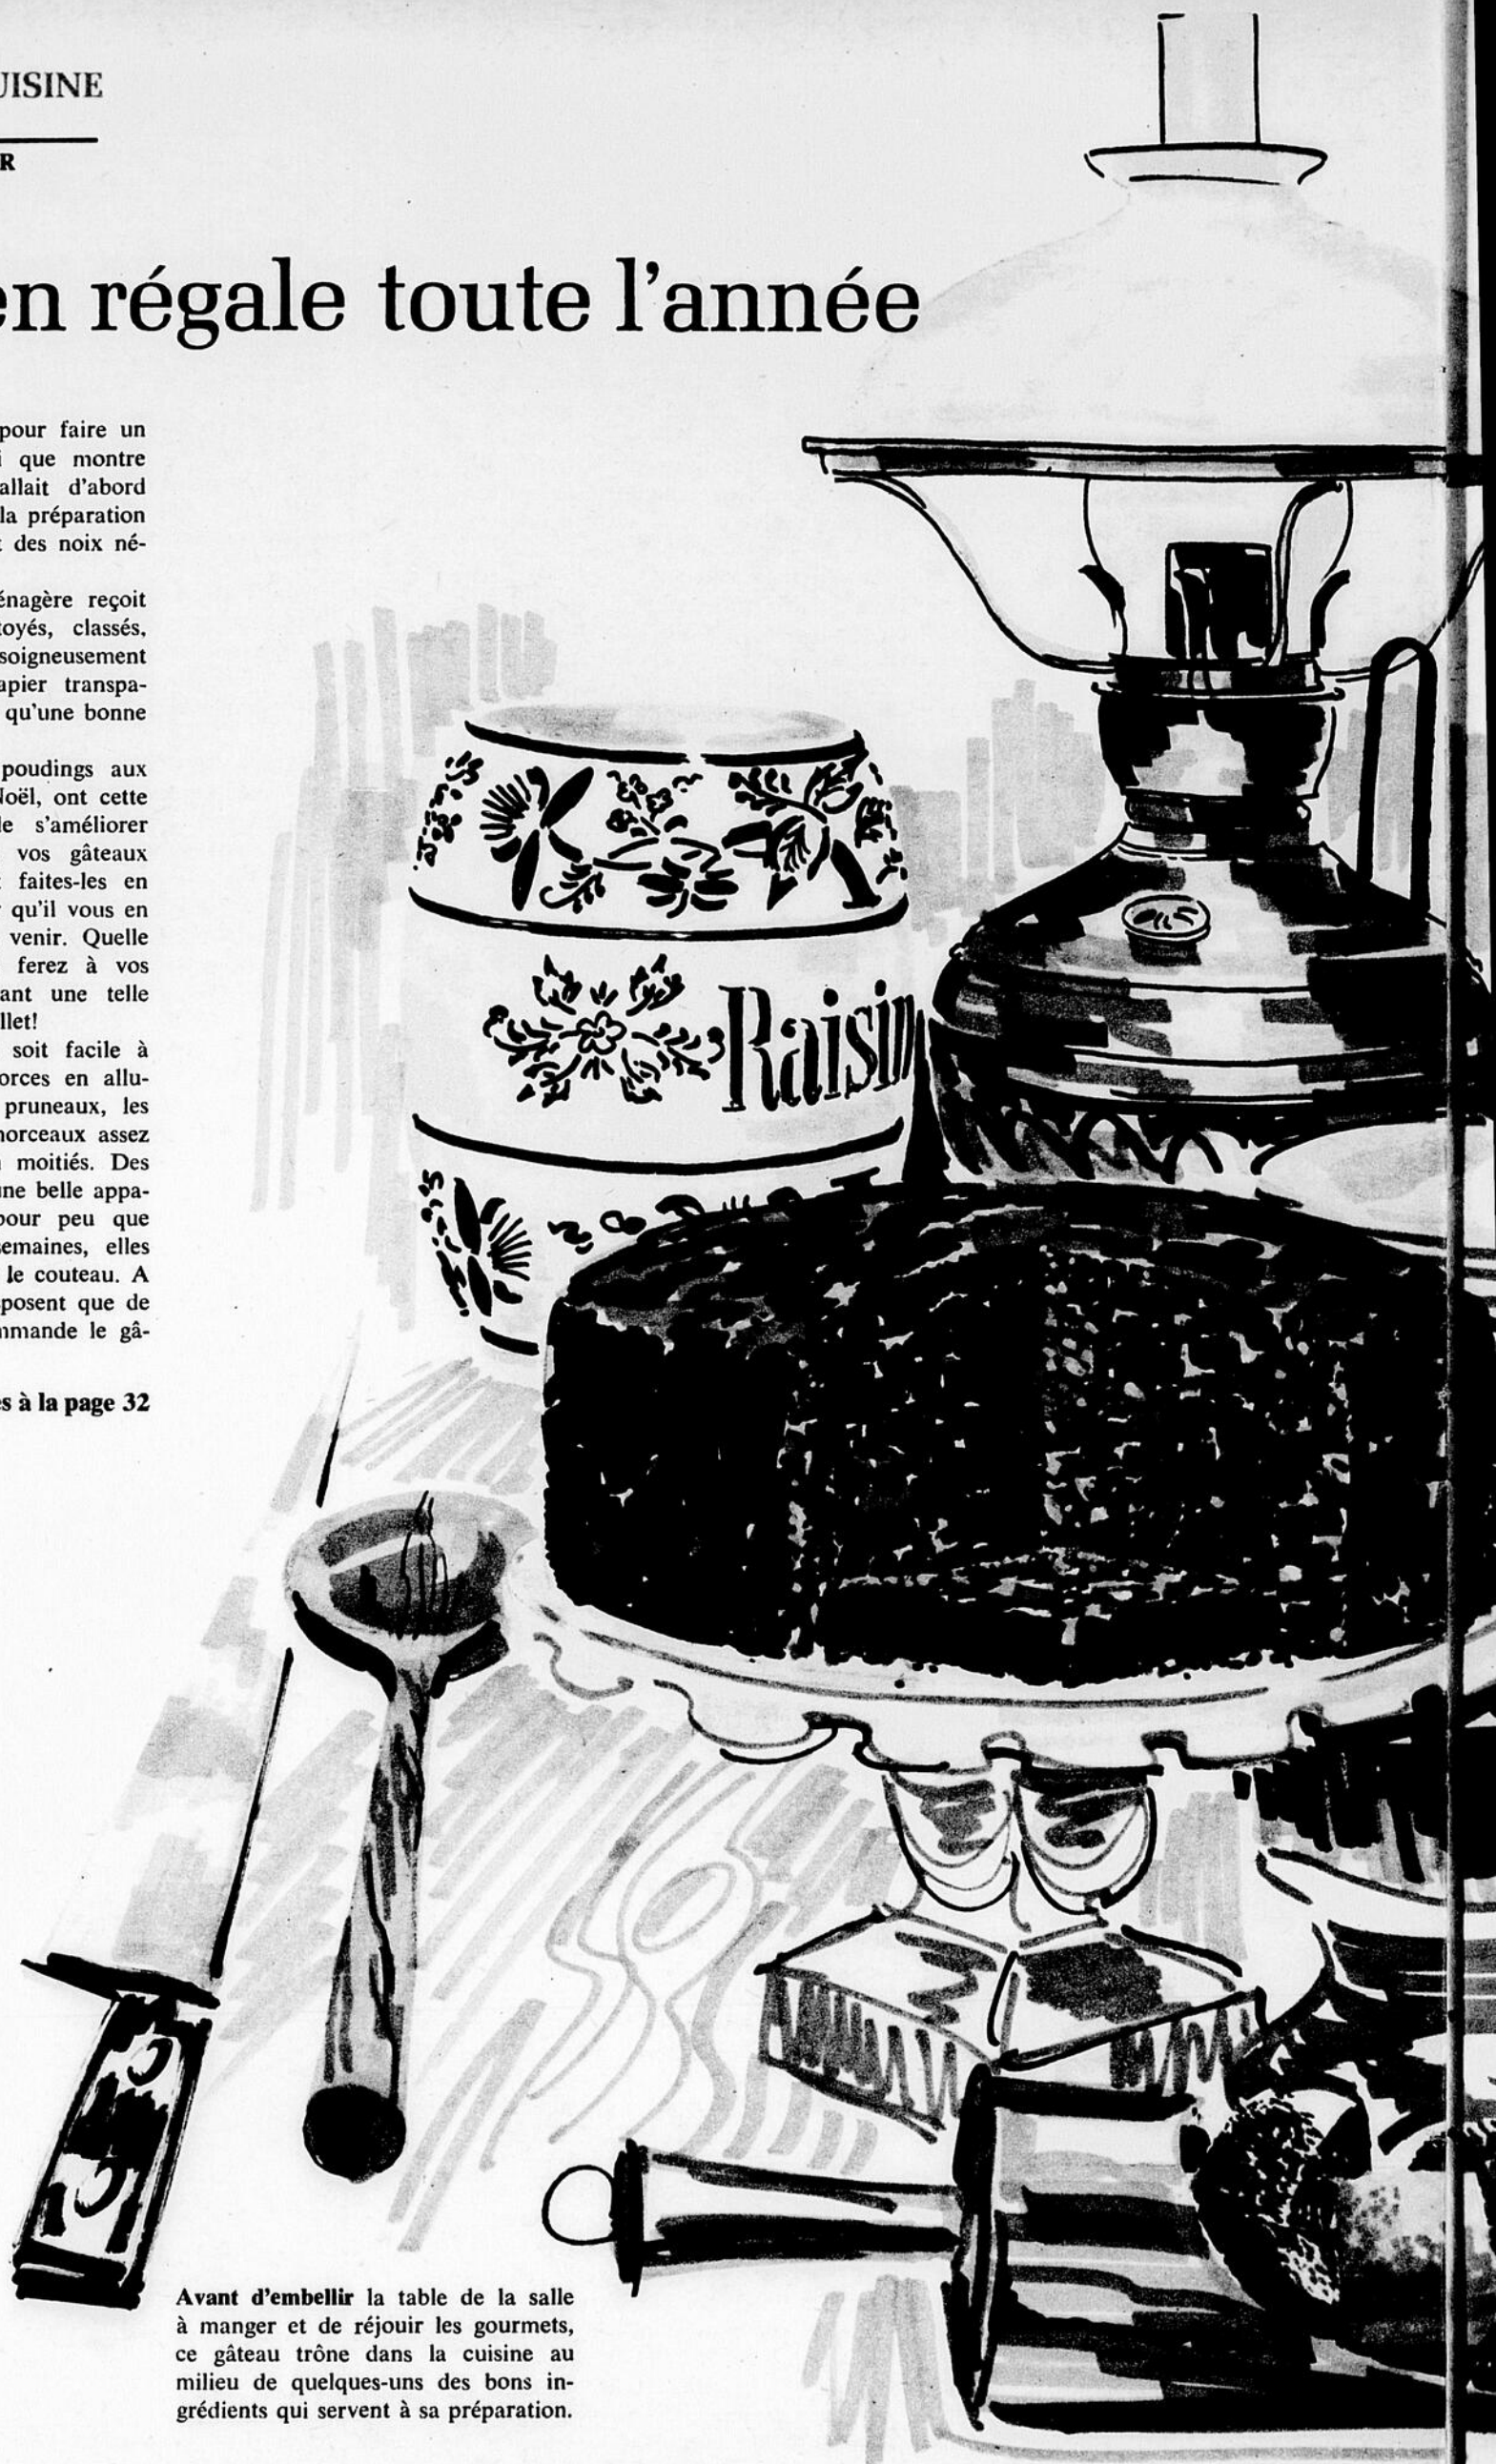 UISINE
R
en régale toute l'année
pour faire un
i que montre
allait d'abord
la préparation
t des noix né-
énagère reçoit
toyés, classés,
soigneusement
apier transpa-
qu'une bonne
poudings aux
Noël, ont cette
le s'améliorer
vos gâteaux
t faites-les en
r qu'il vous en
venir. Quelle
ferez à vos
ant une telle
llet!
soit facile à
orces en allu-
pruneaux, les
morceaux assez
moitiés. Des
une belle appa-
pour peu que
semaines, elles
le couteau. A
posent que de
mmande le gâ-
s à la page 32
Raisin
Avant d'embellir la table de la salle
à manger et de réjouir les gourmets,
ce gâteau trône dans la cuisine au
milieu de quelques-uns des bons in-
grédients qui servent à sa préparation.